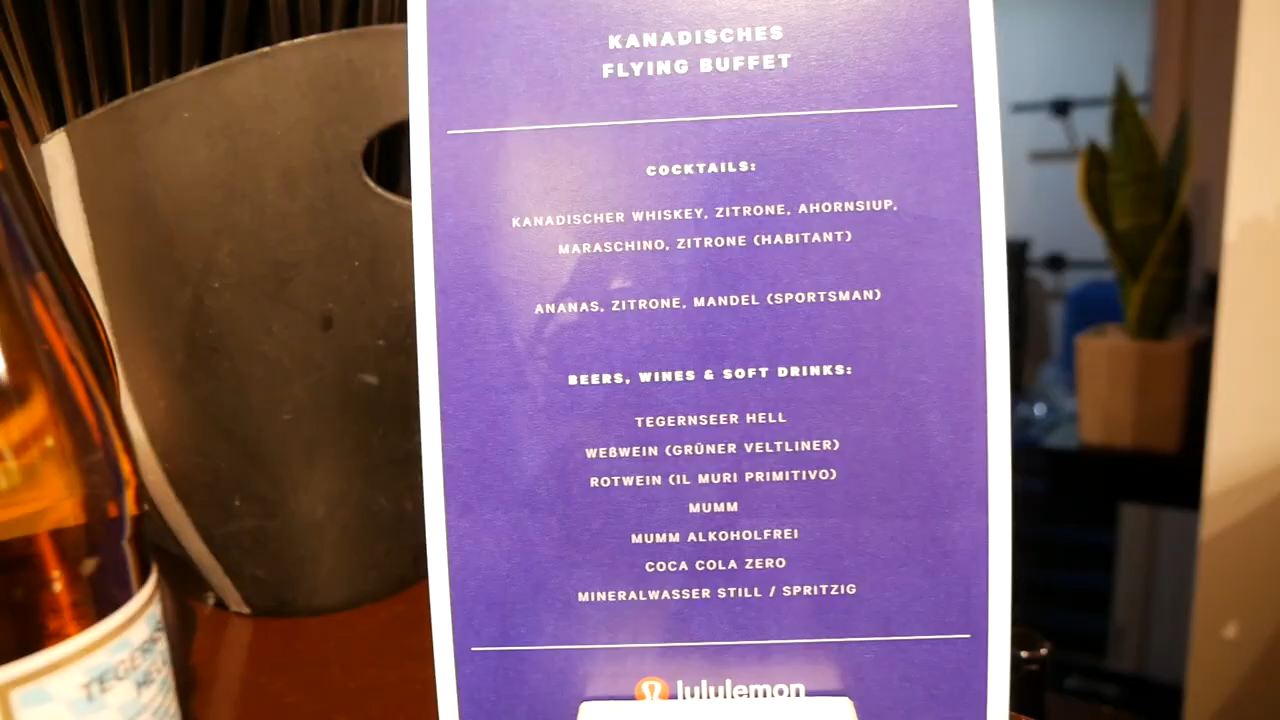 KANADISCHES
FLYING BUFFET
COCKTAILS:
KANADISCHER WHISKEY, ZITRONE, AHORNSIUP,
MARASCHINO, ZITRONE (HABITANT)
ANANAS, ZITRONE, MANDEL (SPORTSMAN)
BEERS, WINES & SOFT DRINKS:
TEGERNSEER HELL
WEßWEIN (GRÜNER VELTLINER)
ROTWEIN (IL MURI PRIMITIVO)
MUMM
MUMM ALKOHOLFREI
COCA COLA ZERO
MINERALWASSER STILL / SPRITZIG
lululemon